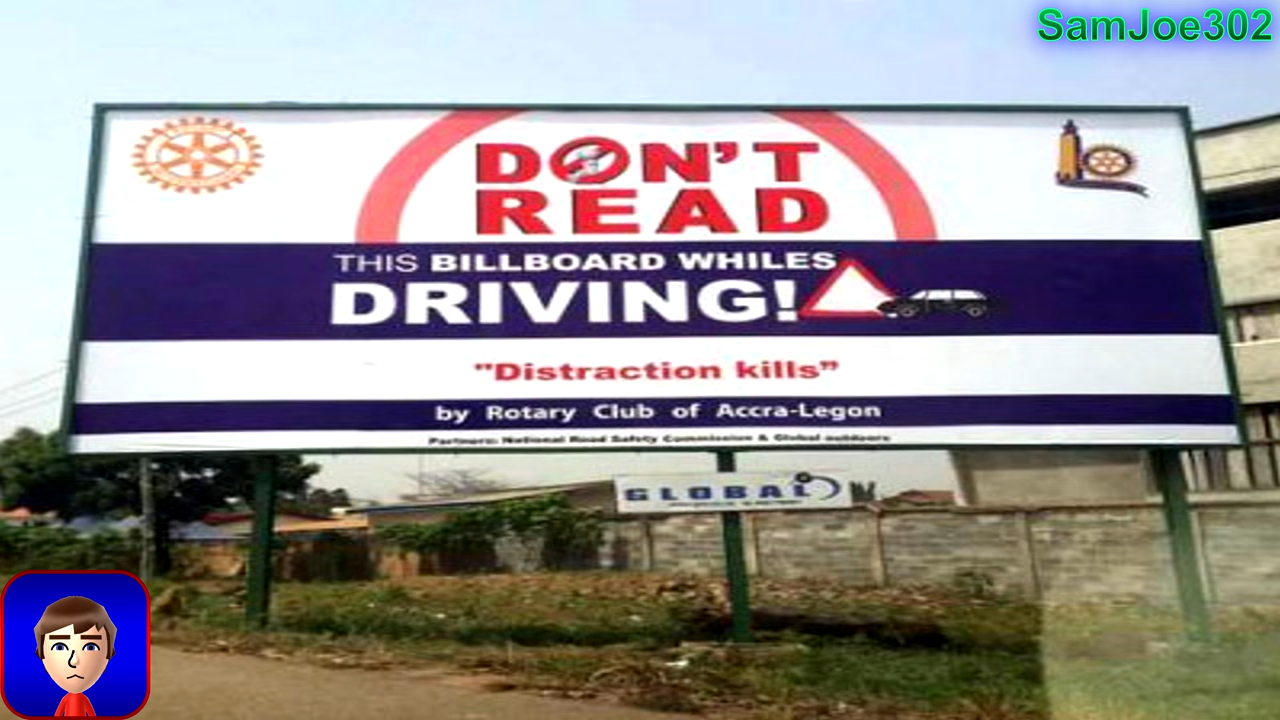 SamJoe302
DON'T
READ
THIS BILLBOARD WHILES
DRIVING!
"Distraction kills”
by Rotary Club of Accra-Legon
Partners: National Road Safety Commission & Global outdoors
GLOBAL